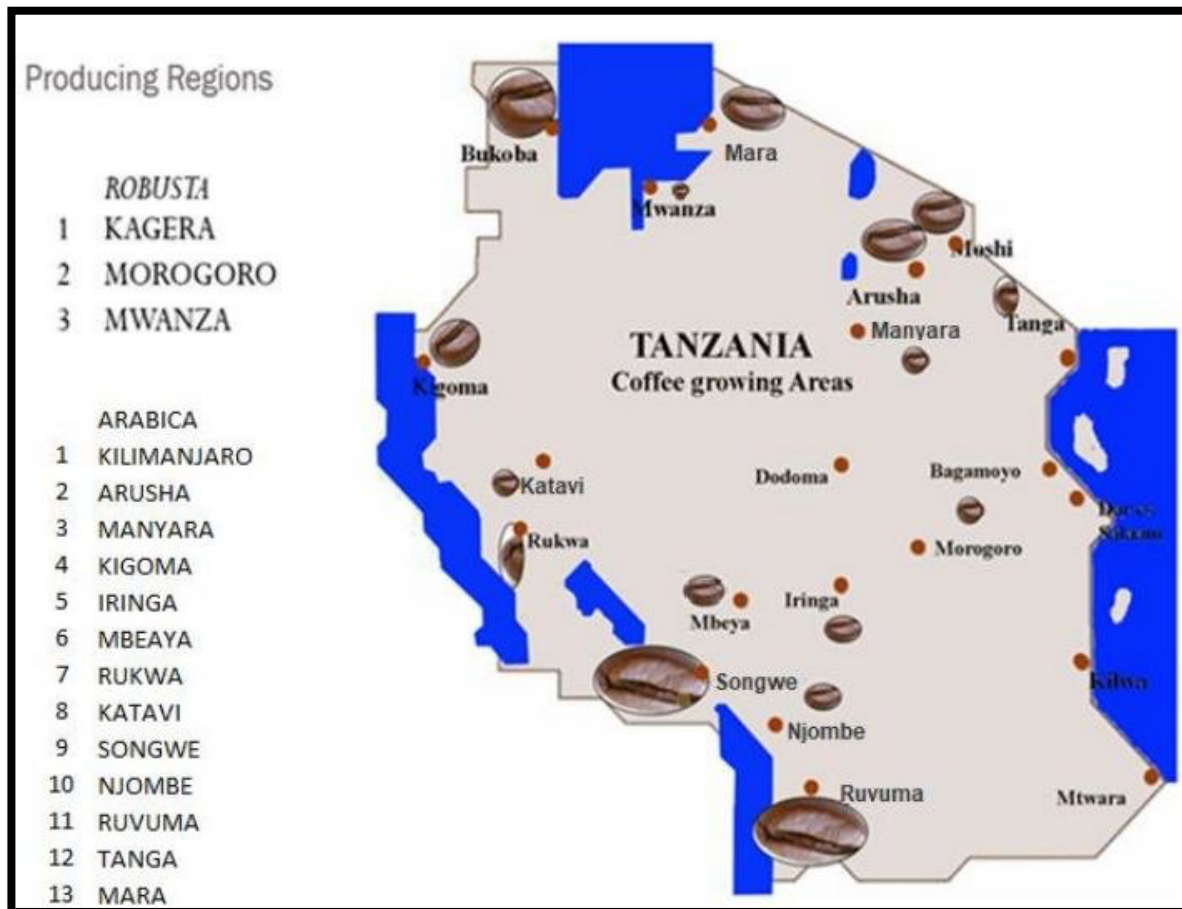 Producing Regions
ROBUSTA
1 KAGERA
2 MOROGORO
3 MWANZA
ARABICA
1 KILIMANJARO
2 ARUSHA
3 MANYARA
4 KIGOMA
5 IRINGA
6 MBEAYA
7 RUKWA
8 KATAVI
9 SONGWE
10 NJOMBE
11 RUVUMA
12 TANGA
13 MARA
Bukoba
Mara
Mwanza
Moshi
Arusha
Tanga
Manyara
TANZANIA
Coffee growing Areas
Kigoma
Katavi
Dodoma
Bagamoyo
Rukwa
Morogoro
Mbeya
Iringa
Songwe
Kilwa
Njombe
Ruvuma
Mtwara